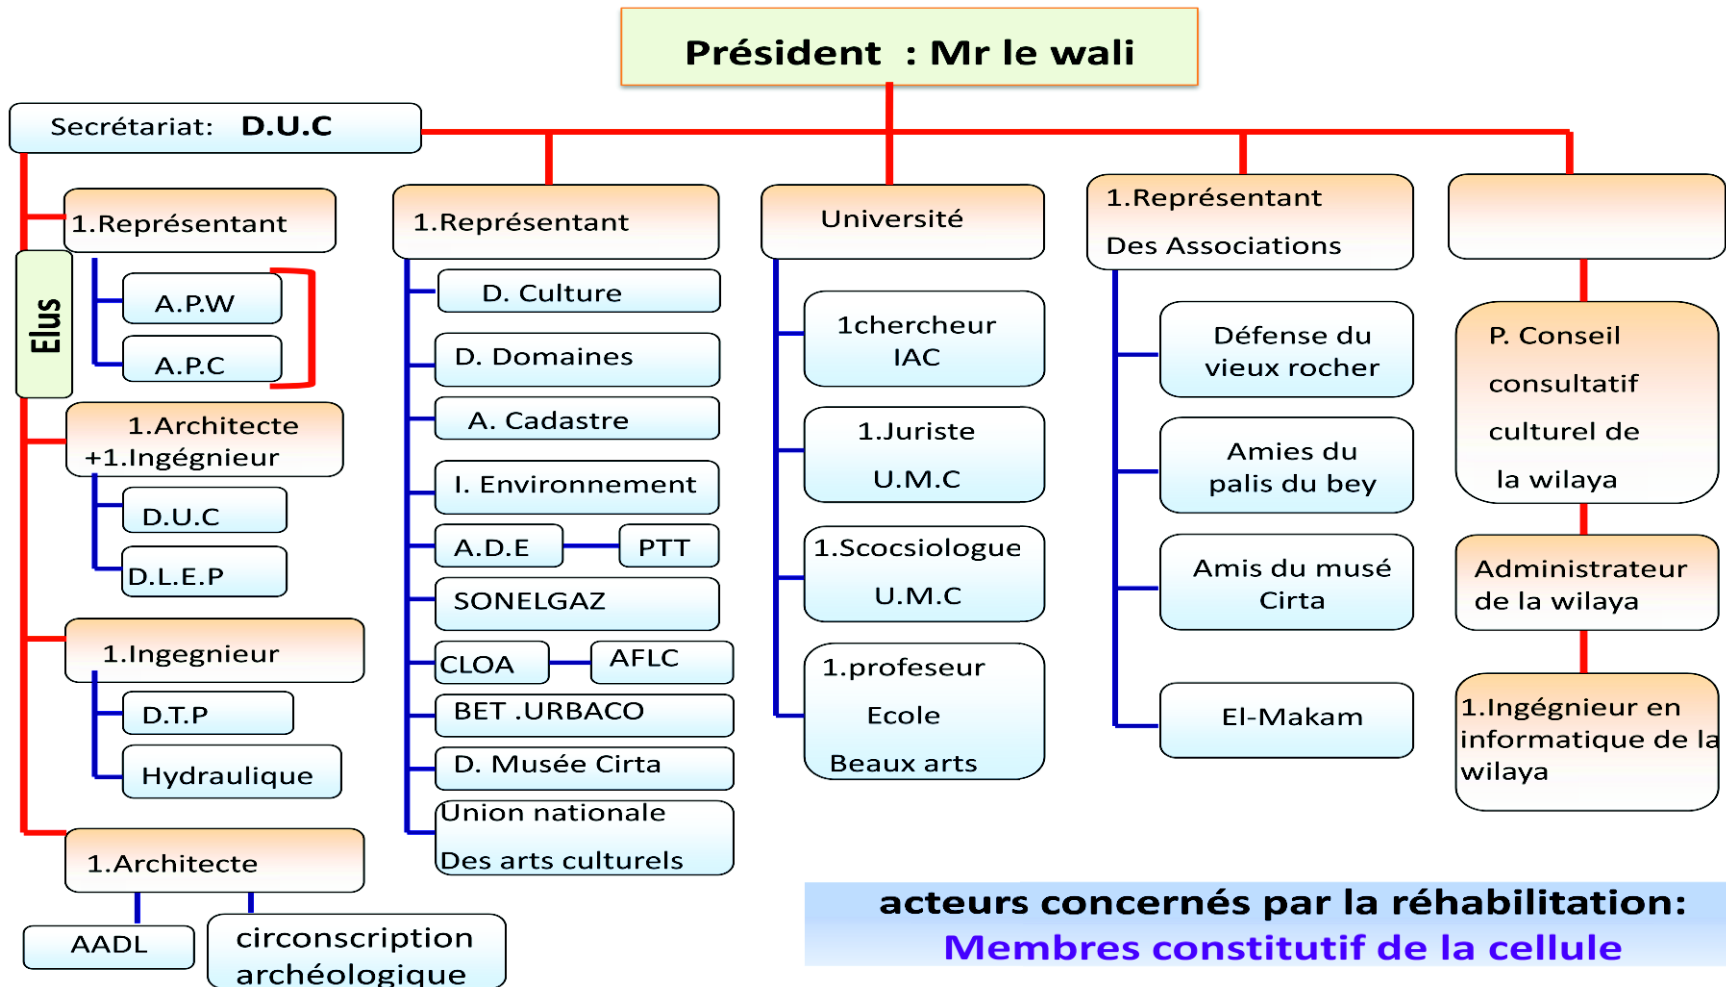 Président : Mr le wali
Secrétariat: D.U.C
Elus
1.Représentant
A.P.W
A.P.C
1.Architecte
+1.Ingégnieur
D.U.C
D.L.E.P
1.Ingegnieur
D.T.P
Hydraulique
1.Architecte
AADL
circonscription
archéologique
1.Représentant
D. Culture
D. Domaines
A. Cadastre
I. Environnement
A.D.E
PTT
SONELGAZ
CLOA
AFLC
BET .URBACO
D. Musée Cirta
Union nationale
Des arts culturels
Université
1chercheur
IAC
1.Juriste
U.M.C
1.Scocsiologue
U.M.C
1.profeseur
Ecole
Beaux arts
1.Représentant
Des Associations
Défense du
vieux rocher
Amies du
palis du bey
Amis du musé
Cirta
El-Makam
P. Conseil
consultatif
culturel de
la wilaya
Administrateur
de la wilaya
1.Ingégnieur en
informatique de la
wilaya
acteurs concernés par la réhabilitation:
Membres constitutif de la cellule